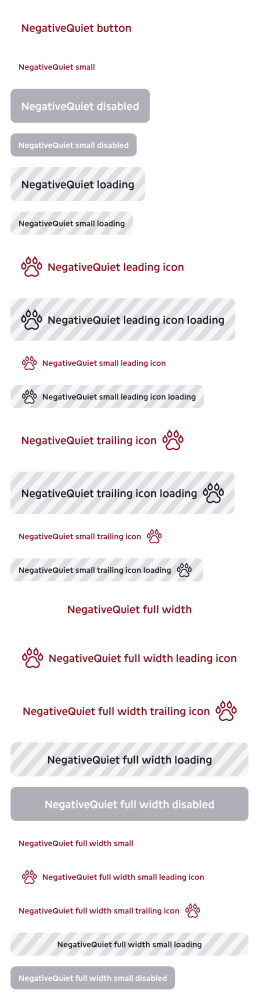 NegativeQuiet button
NegativeQuiet small
NegativeQuiet disabled
NegativeQuiet small disabled
NegativeQuiet loading
NegativeQuiet small loading
NegativeQuiet leading icon
NegativeQuiet leading icon loading
NegativeQuiet small leading icon
NegativeQuiet small leading icon loading
NegativeQuiet trailing icon
NegativeQuiet trailing icon loading
NegativeQuiet small trailing icon
NegativeQuiet small trailing icon loading
NegativeQuiet full width
NegativeQuiet full width leading icon
NegativeQuiet full width trailing icon
NegativeQuiet full width loading
NegativeQuiet full width disabled
NegativeQuiet full width small
NegativeQuiet full width small leading icon
NegativeQuiet full width small trailing icon
NegativeQuiet full width small loading
NegativeQuiet full width small disabled